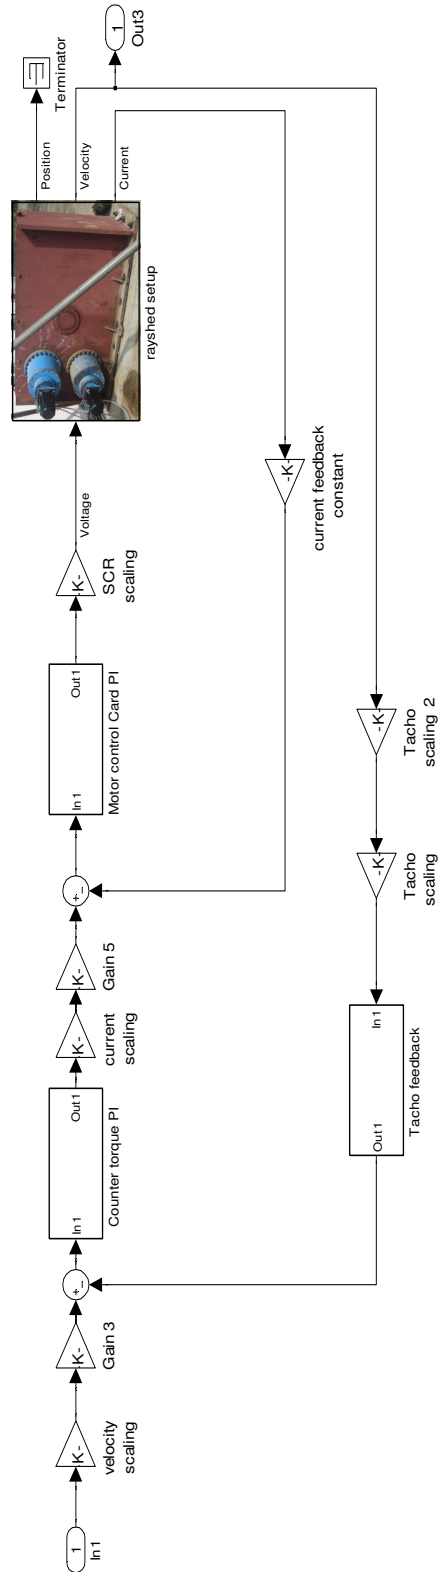 1
In1
-K-
velocity
scaling
-K-
Gain 3
+
−
In1
Out1
Counter torque PI
-K-
current
scaling
-K-
Gain 5
+
−
In1
Out1
Motor control Card PI
-K-
SCR
scaling
Voltage
rayshed setup
Position
Velocity
Current
Terminator
1
Out3
-K-
current feedback
constant
-K-
Tacho
scaling 2
-K-
Tacho
scaling
In1
Out1
Tacho feedback